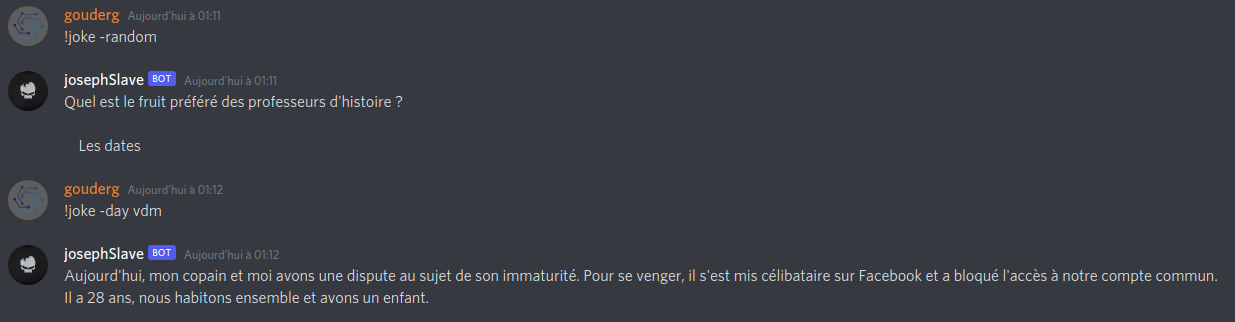 gouderg Aujourd'hui à 01:11
!joke -random
josephSlave BOT Aujourd'hui à 01:11
Quel est le fruit préféré des professeurs d'histoire ?
Les dates
gouderg Aujourd'hui à 01:12
!joke -day vdm
josephSlave BOT Aujourd'hui à 01:12
Aujourd'hui, mon copain et moi avons une dispute au sujet de son immaturité. Pour se venger, il s'est mis célibataire sur Facebook et a bloqué l'accès à notre compte commun.
Il a 28 ans, nous habitons ensemble et avons un enfant.